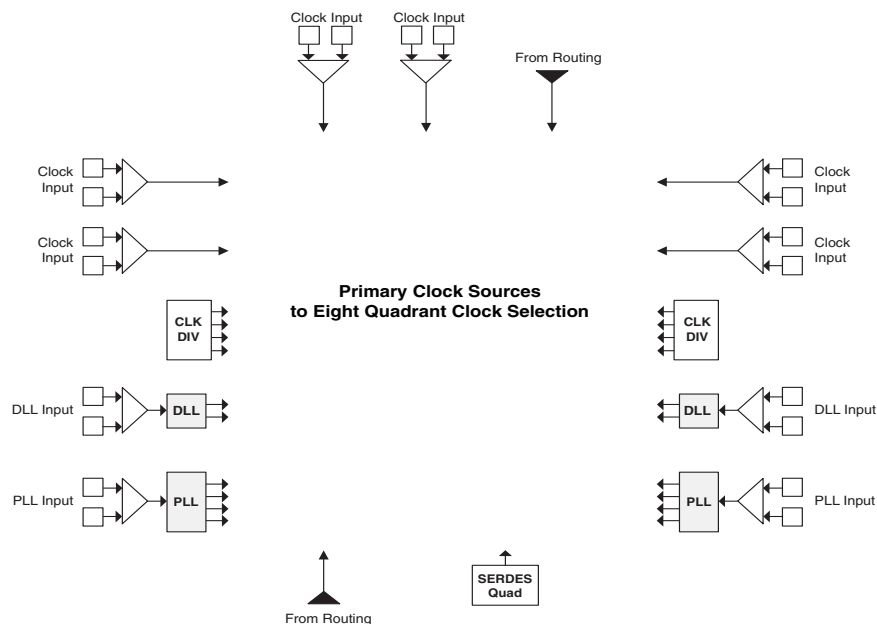 Clock Input
Clock Input
From Routing
Clock
Input
Clock
Input
Clock
Input
Clock
Input
Primary Clock Sources
to Eight Quadrant Clock Selection
CLK
DIV
CLK
DIV
DLL Input
DLL
DLL
DLL Input
PLL Input
PLL
PLL
PLL Input
SERDES
Quad
From Routing